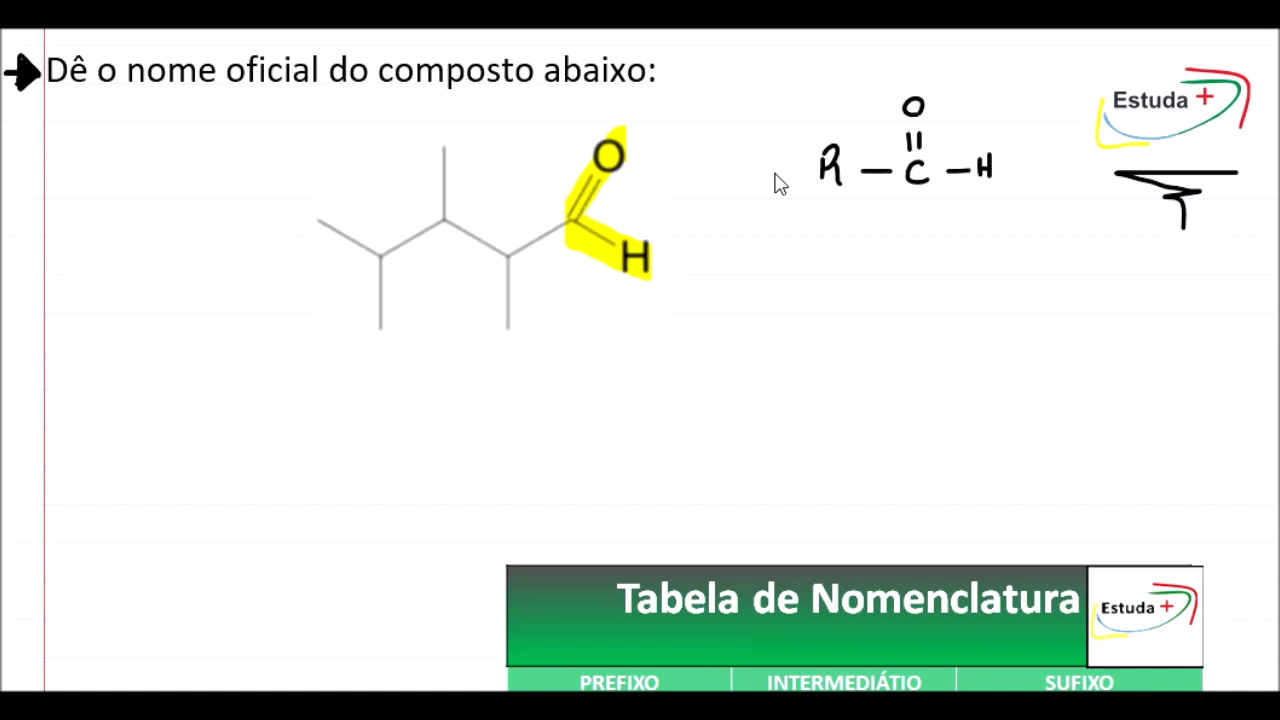 Dê o nome oficial do composto abaixo:
Estuda +
O
R - C - H
O
H
Tabela de Nomenclatura
Estuda +
PREFIXO INTERMEDIÁTIO SUFIXO